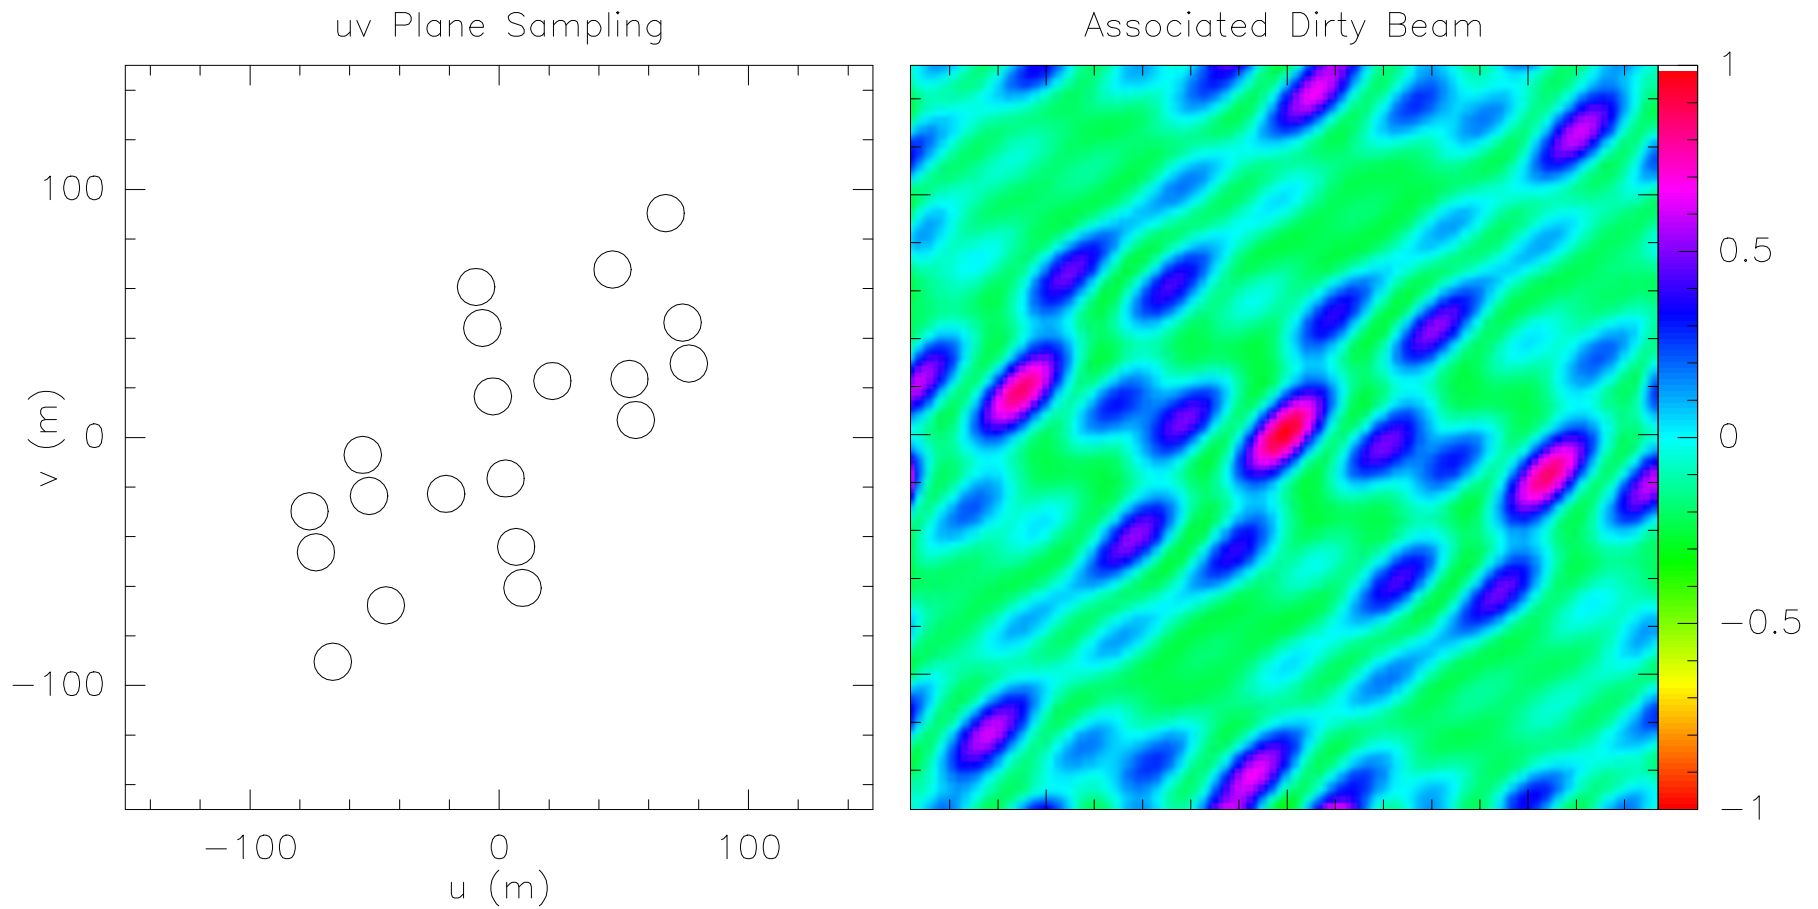 uv Plane Sampling
Associated Dirty Beam
100
0
−100
v (m)
−100 0 100
u (m)
1
0.5
0
−0.5
−1